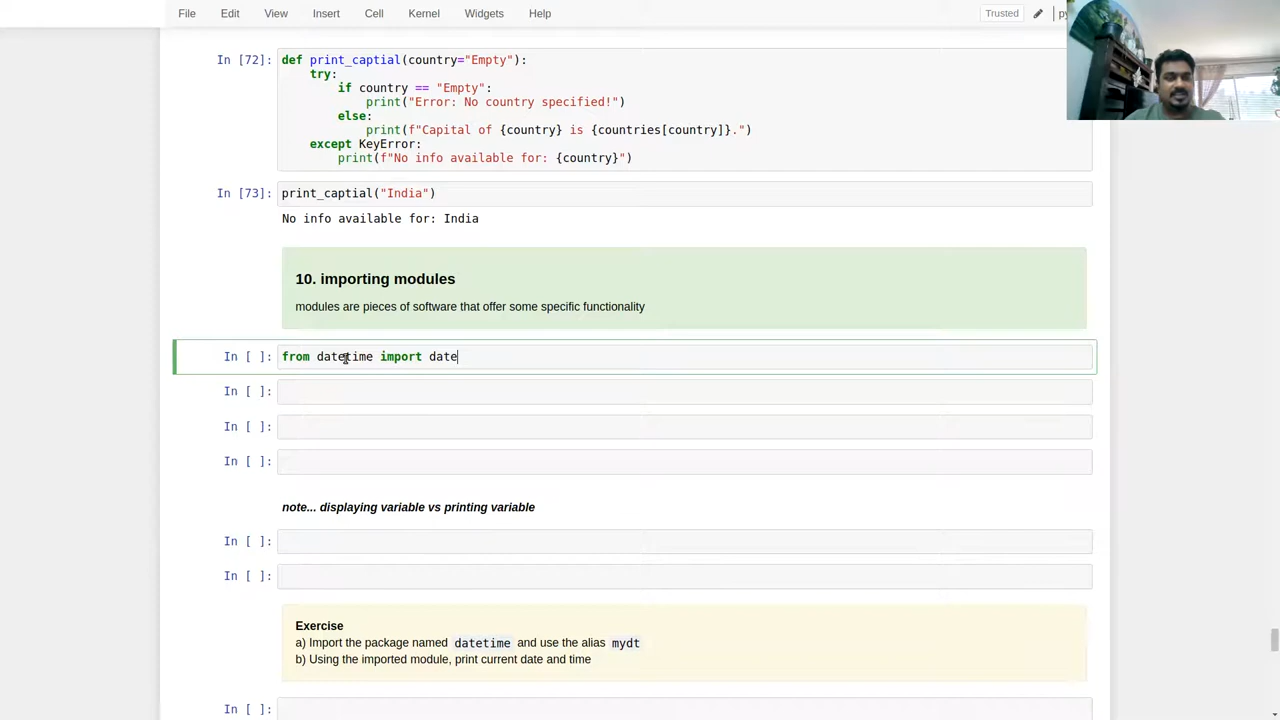 File Edit View Insert Cell Kernel Widgets Help Trusted
In [72]: def print_captial(country="Empty"):
try:
if country == "Empty":
print("Error: No country specified!")
else:
print(f"Capital of {country} is {countries[country]}.")
except KeyError:
print(f"No info available for: {country}")
In [73]: print_captial("India")
No info available for: India
10. importing modules
modules are pieces of software that offer some specific functionality
In [ ]: from datetime import date
In [ ]:
In [ ]:
In [ ]:
note... displaying variable vs printing variable
In [ ]:
In [ ]:
Exercise
a) Import the package named datetime and use the alias mydt
b) Using the imported module, print current date and time
In [ ]: